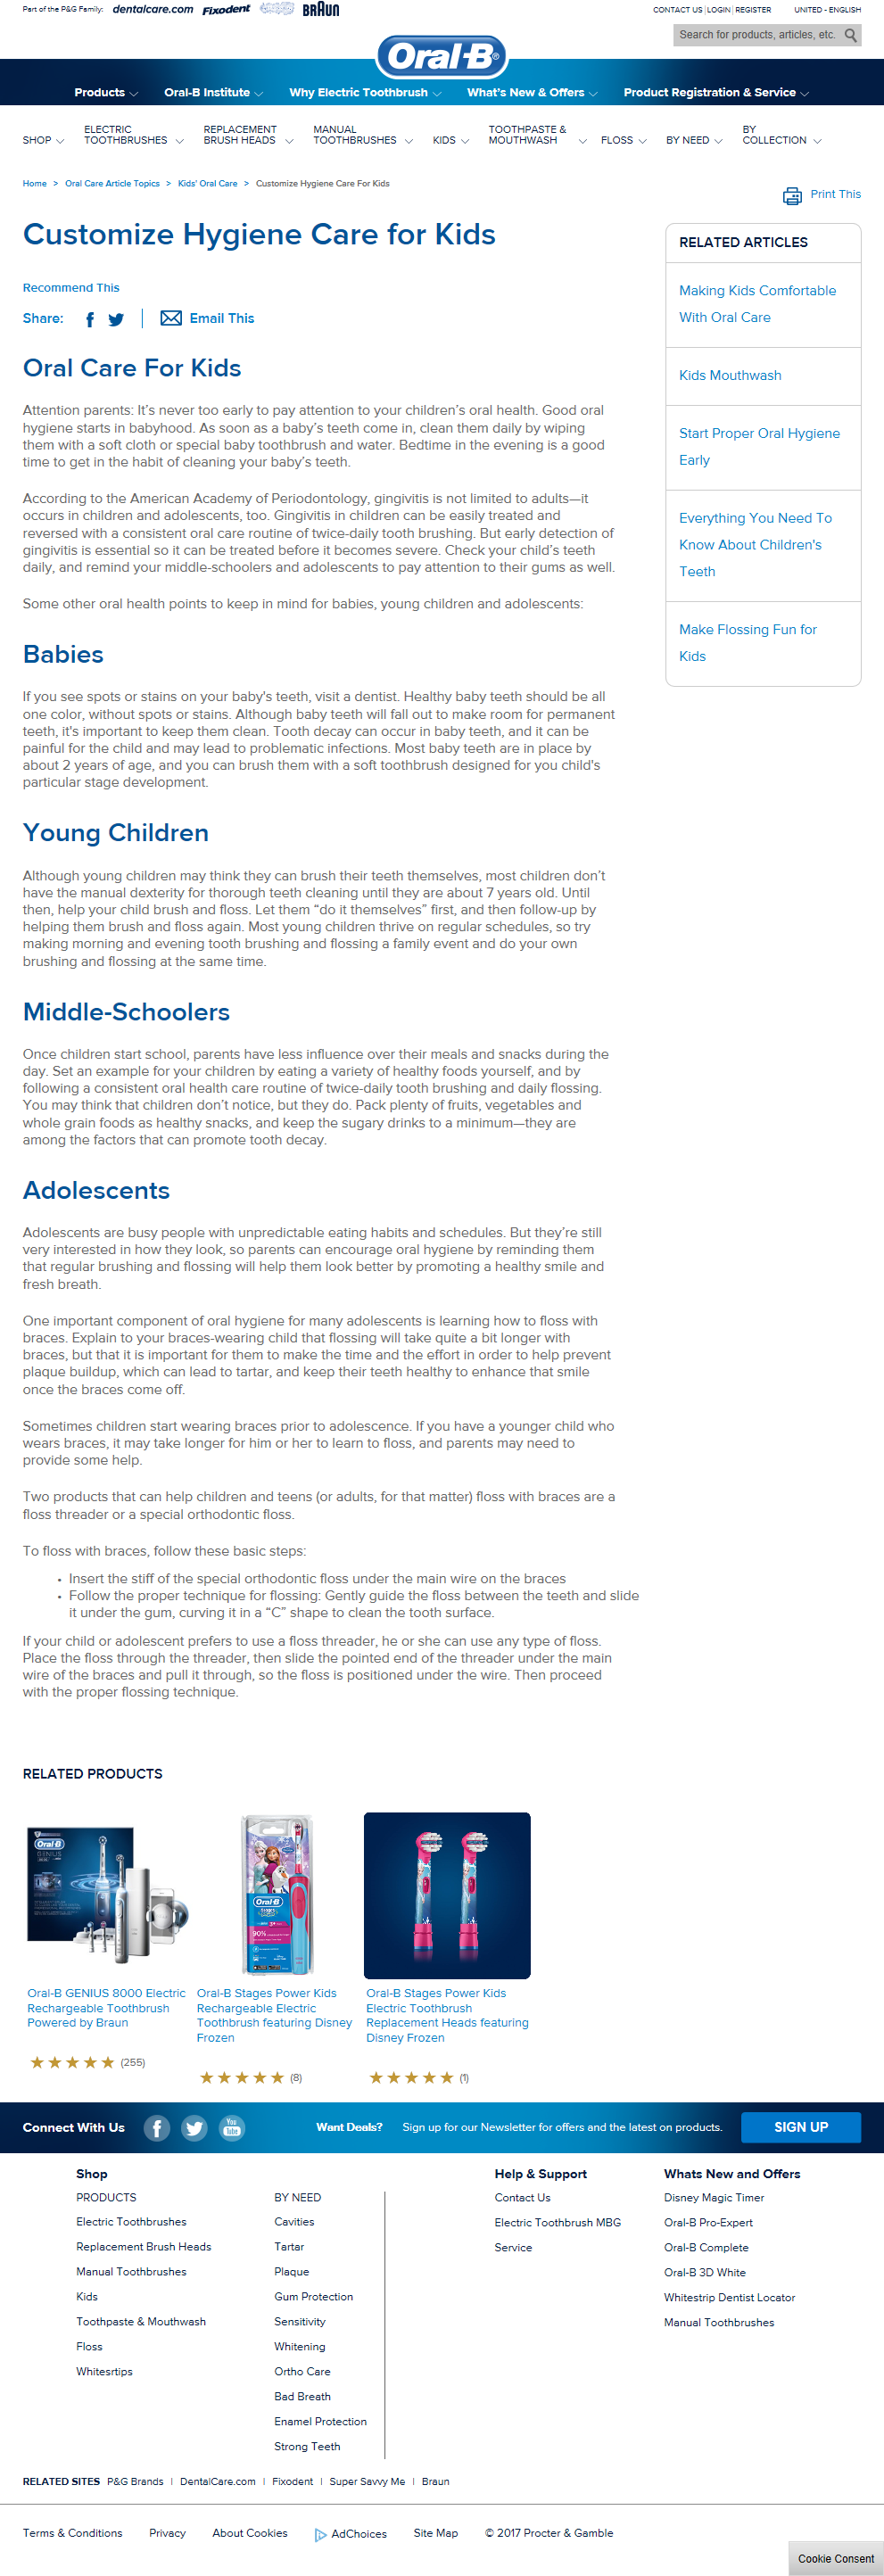 Part of the P&G Family: dentalcare.com Fixodent BRAUN
CONTACT US | LOGIN | REGISTER UNITED - ENGLISH
Search for products, articles, etc.
Oral-B
Products Oral-B Institute Why Electric Toothbrush What's New & Offers Product Registration & Service
SHOP ELECTRIC TOOTHBRUSHES REPLACEMENT BRUSH HEADS MANUAL TOOTHBRUSHES KIDS TOOTHPASTE & MOUTHWASH FLOSS BY NEED BY COLLECTION
Home > Oral Care Article Topics > Kids' Oral Care > Customize Hygiene Care For Kids
Print This
Customize Hygiene Care for Kids
Recommend This
Share: Email This
Oral Care For Kids
Attention parents: It’s never too early to pay attention to your children’s oral health. Good oral
hygiene starts in babyhood. As soon as a baby’s teeth come in, clean them daily by wiping
them with a soft cloth or special baby toothbrush and water. Bedtime in the evening is a good
time to get in the habit of cleaning your baby’s teeth.
According to the American Academy of Periodontology, gingivitis is not limited to adults—it
occurs in children and adolescents, too. Gingivitis in children can be easily treated and
reversed with a consistent oral care routine of twice-daily tooth brushing. But early detection of
gingivitis is essential so it can be treated before it becomes severe. Check your child’s teeth
daily, and remind your middle-schoolers and adolescents to pay attention to their gums as well.
Some other oral health points to keep in mind for babies, young children and adolescents:
Babies
If you see spots or stains on your baby's teeth, visit a dentist. Healthy baby teeth should be all
one color, without spots or stains. Although baby teeth will fall out to make room for permanent
teeth, it's important to keep them clean. Tooth decay can occur in baby teeth, and it can be
painful for the child and may lead to problematic infections. Most baby teeth are in place by
about 2 years of age, and you can brush them with a soft toothbrush designed for you child's
particular stage development.
Young Children
Although young children may think they can brush their teeth themselves, most children don’t
have the manual dexterity for thorough teeth cleaning until they are about 7 years old. Until
then, help your child brush and floss. Let them “do it themselves” first, and then follow-up by
helping them brush and floss again. Most young children thrive on regular schedules, so try
making morning and evening tooth brushing and flossing a family event and do your own
brushing and flossing at the same time.
Middle-Schoolers
Once children start school, parents have less influence over their meals and snacks during the
day. Set an example for your children by eating a variety of healthy foods yourself, and by
following a consistent oral health care routine of twice-daily tooth brushing and daily flossing.
You may think that children don’t notice, but they do. Pack plenty of fruits, vegetables and
whole grain foods as healthy snacks, and keep the sugary drinks to a minimum—they are
among the factors that can promote tooth decay.
Adolescents
Adolescents are busy people with unpredictable eating habits and schedules. But they’re still
very interested in how they look, so parents can encourage oral hygiene by reminding them
that regular brushing and flossing will help them look better by promoting a healthy smile and
fresh breath.
One important component of oral hygiene for many adolescents is learning how to floss with
braces. Explain to your braces-wearing child that flossing will take quite a bit longer with
braces, but that it is important for them to make the time and the effort in order to help prevent
plaque buildup, which can lead to tartar, and keep their teeth healthy to enhance that smile
once the braces come off.
Sometimes children start wearing braces prior to adolescence. If you have a younger child who
wears braces, it may take longer for him or her to learn to floss, and parents may need to
provide some help.
Two products that can help children and teens (or adults, for that matter) floss with braces are a
floss threader or a special orthodontic floss.
To floss with braces, follow these basic steps:
• Insert the stiff of the special orthodontic floss under the main wire on the braces
• Follow the proper technique for flossing: Gently guide the floss between the teeth and slide
it under the gum, curving it in a “C” shape to clean the tooth surface.
If your child or adolescent prefers to use a floss threader, he or she can use any type of floss.
Place the floss through the threader, then slide the pointed end of the threader under the main
wire of the braces and pull it through, so the floss is positioned under the wire. Then proceed
with the proper flossing technique.
RELATED ARTICLES
Making Kids Comfortable
With Oral Care
Kids Mouthwash
Start Proper Oral Hygiene
Early
Everything You Need To
Know About Children's
Teeth
Make Flossing Fun for
Kids
RELATED PRODUCTS
Oral-B
GENIUS
Oral-B
Stages
3+
90%
Oral-B GENIUS 8000 Electric
Rechargeable Toothbrush
Powered by Braun
(255)
Oral-B Stages Power Kids
Rechargeable Electric
Toothbrush featuring Disney
Frozen
(8)
Oral-B Stages Power Kids
Electric Toothbrush
Replacement Heads featuring
Disney Frozen
(1)
Connect With Us You Tube Want Deals? Sign up for our Newsletter for offers and the latest on products. SIGN UP
Shop
PRODUCTS
Electric Toothbrushes
Replacement Brush Heads
Manual Toothbrushes
Kids
Toothpaste & Mouthwash
Floss
Whitesrtips
BY NEED
Cavities
Tartar
Plaque
Gum Protection
Sensitivity
Whitening
Ortho Care
Bad Breath
Enamel Protection
Strong Teeth
Help & Support
Contact Us
Electric Toothbrush MBG
Service
Whats New and Offers
Disney Magic Timer
Oral-B Pro-Expert
Oral-B Complete
Oral-B 3D White
Whitestrip Dentist Locator
Manual Toothbrushes
RELATED SITES P&G Brands | DentalCare.com | Fixodent | Super Savvy Me | Braun
Terms & Conditions Privacy About Cookies AdChoices Site Map © 2017 Procter & Gamble
Cookie Consent